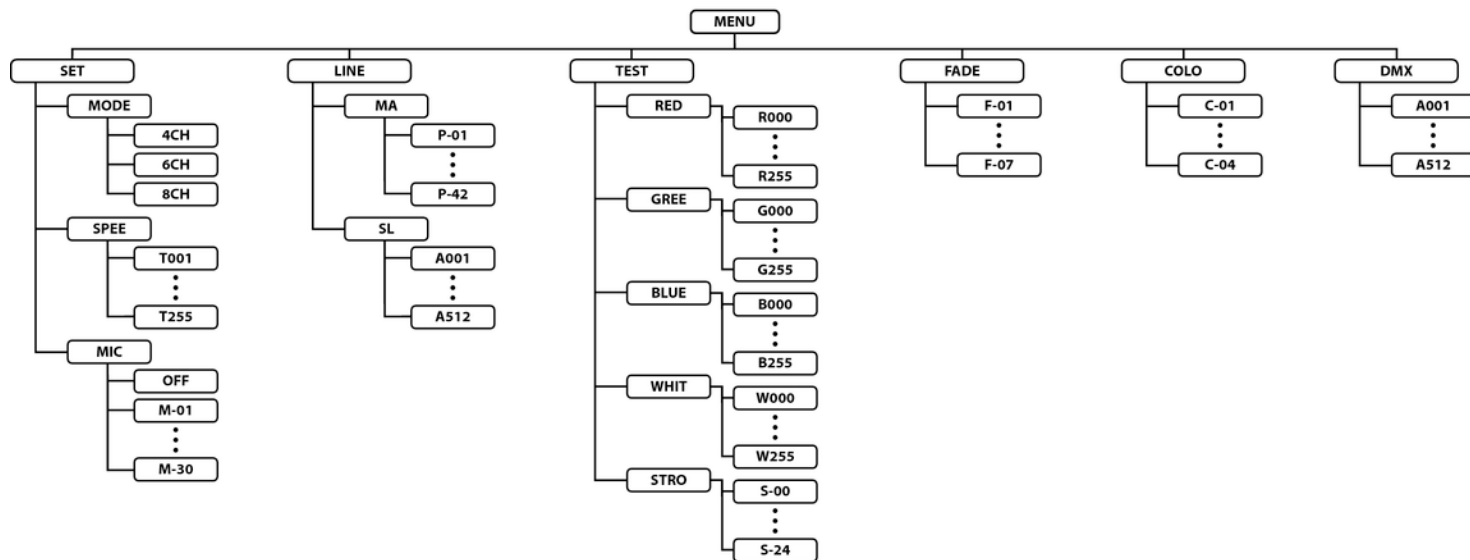 MENU
SET
MODE
4CH
6CH
8CH
SPEE
T001
T255
MIC
OFF
M-01
M-30
LINE
MA
P-01
P-42
SL
A001
A512
TEST
RED
R000
R255
GREE
G000
G255
BLUE
B000
B255
WHIT
W000
W255
STRO
S-00
S-24
FADE
F-01
F-07
COLO
C-01
C-04
DMX
A001
A512